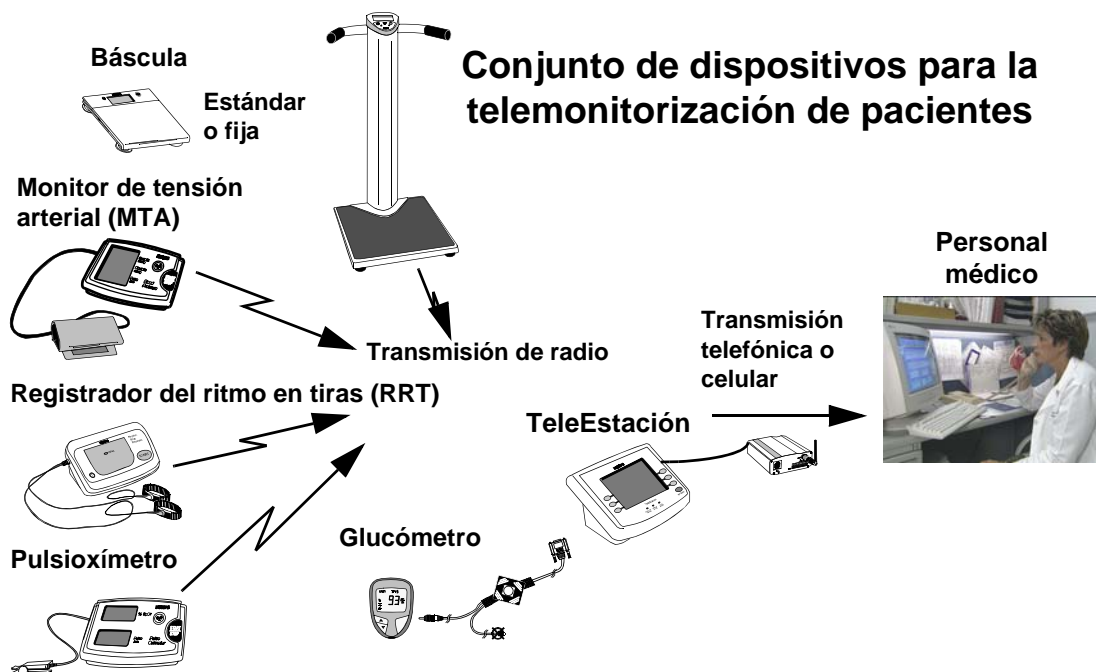 Conjunto de dispositivos para la
telemonitorización de pacientes
Báscula
Estándar
o fija
Monitor de tensión
arterial (MTA)
Personal
médico
Transmisión
telefónica o
celular
Transmisión de radio
Registrador del ritmo en tiras (RRT)
TeleEstación
Pulsioxímetro
Glucómetro